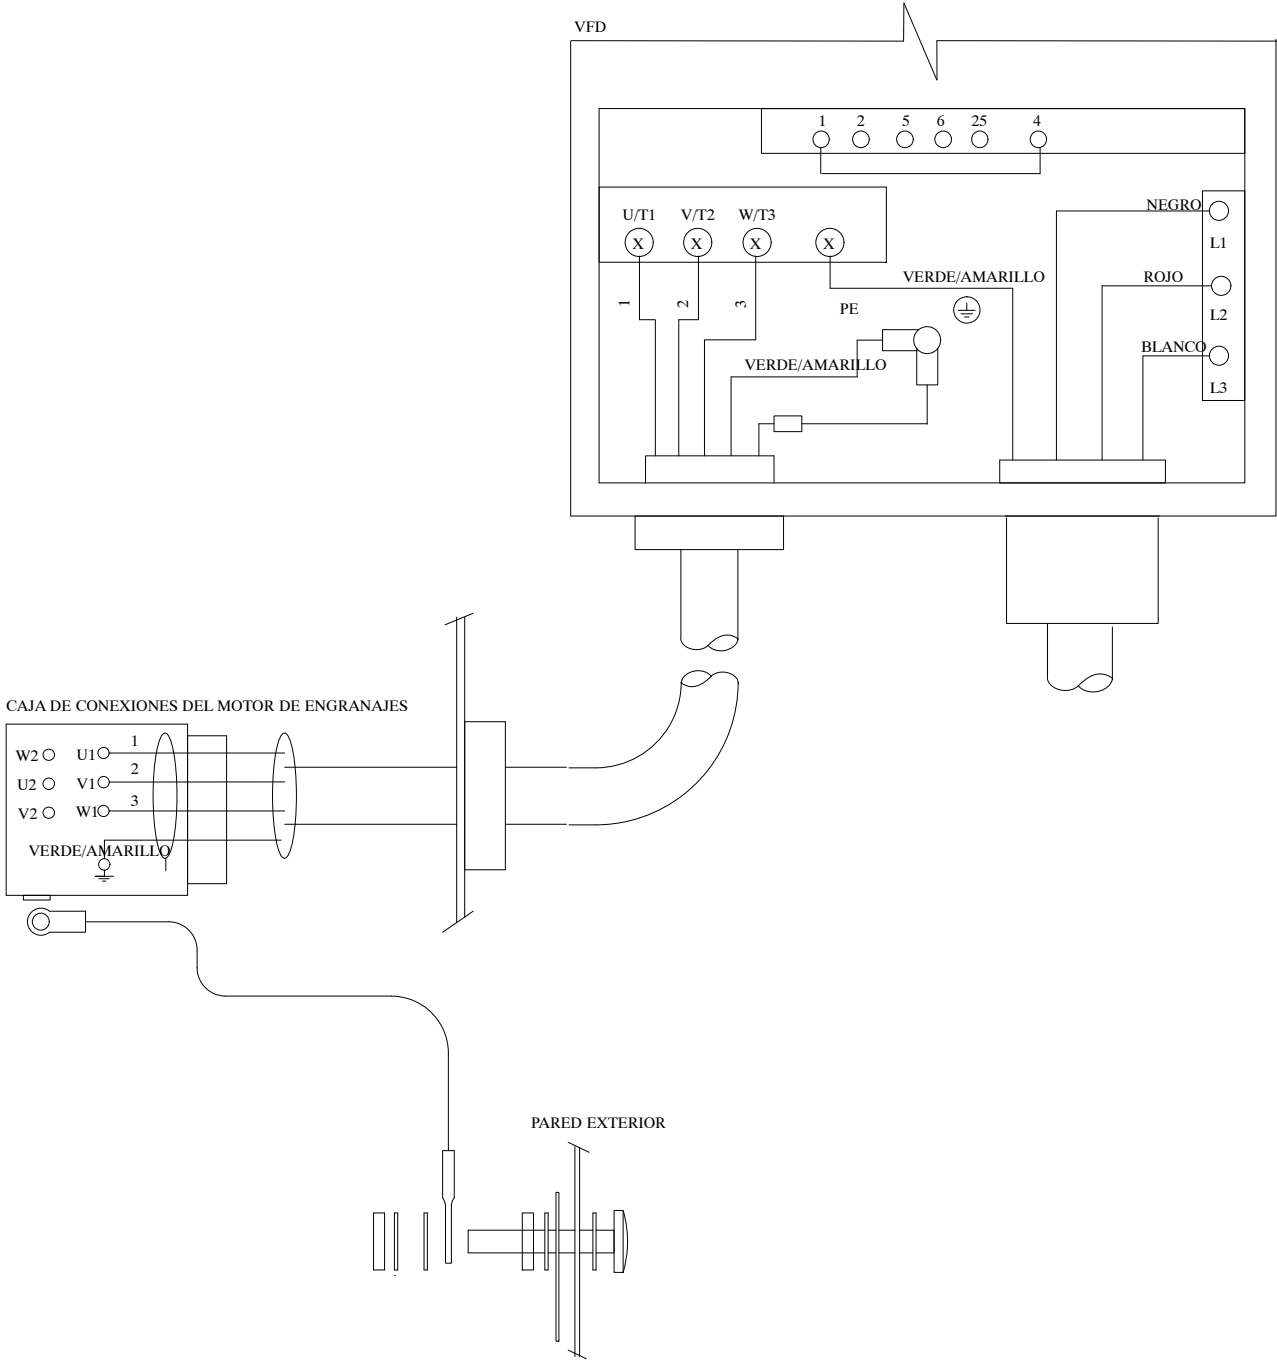 VFD
1 2 5 6 25 4
U/T1 V/T2 W/T3
X X X X
NEGRO
L1
VERDE/AMARILLO
ROJO
1 2 3
PE
L2
BLANCO
VERDE/AMARILLO
L3
CAJA DE CONEXIONES DEL MOTOR DE ENGRANAJES
1
W2 U1
2
U2 V1
3
V2 W1
VERDE/AMARILLO
PARED EXTERIOR